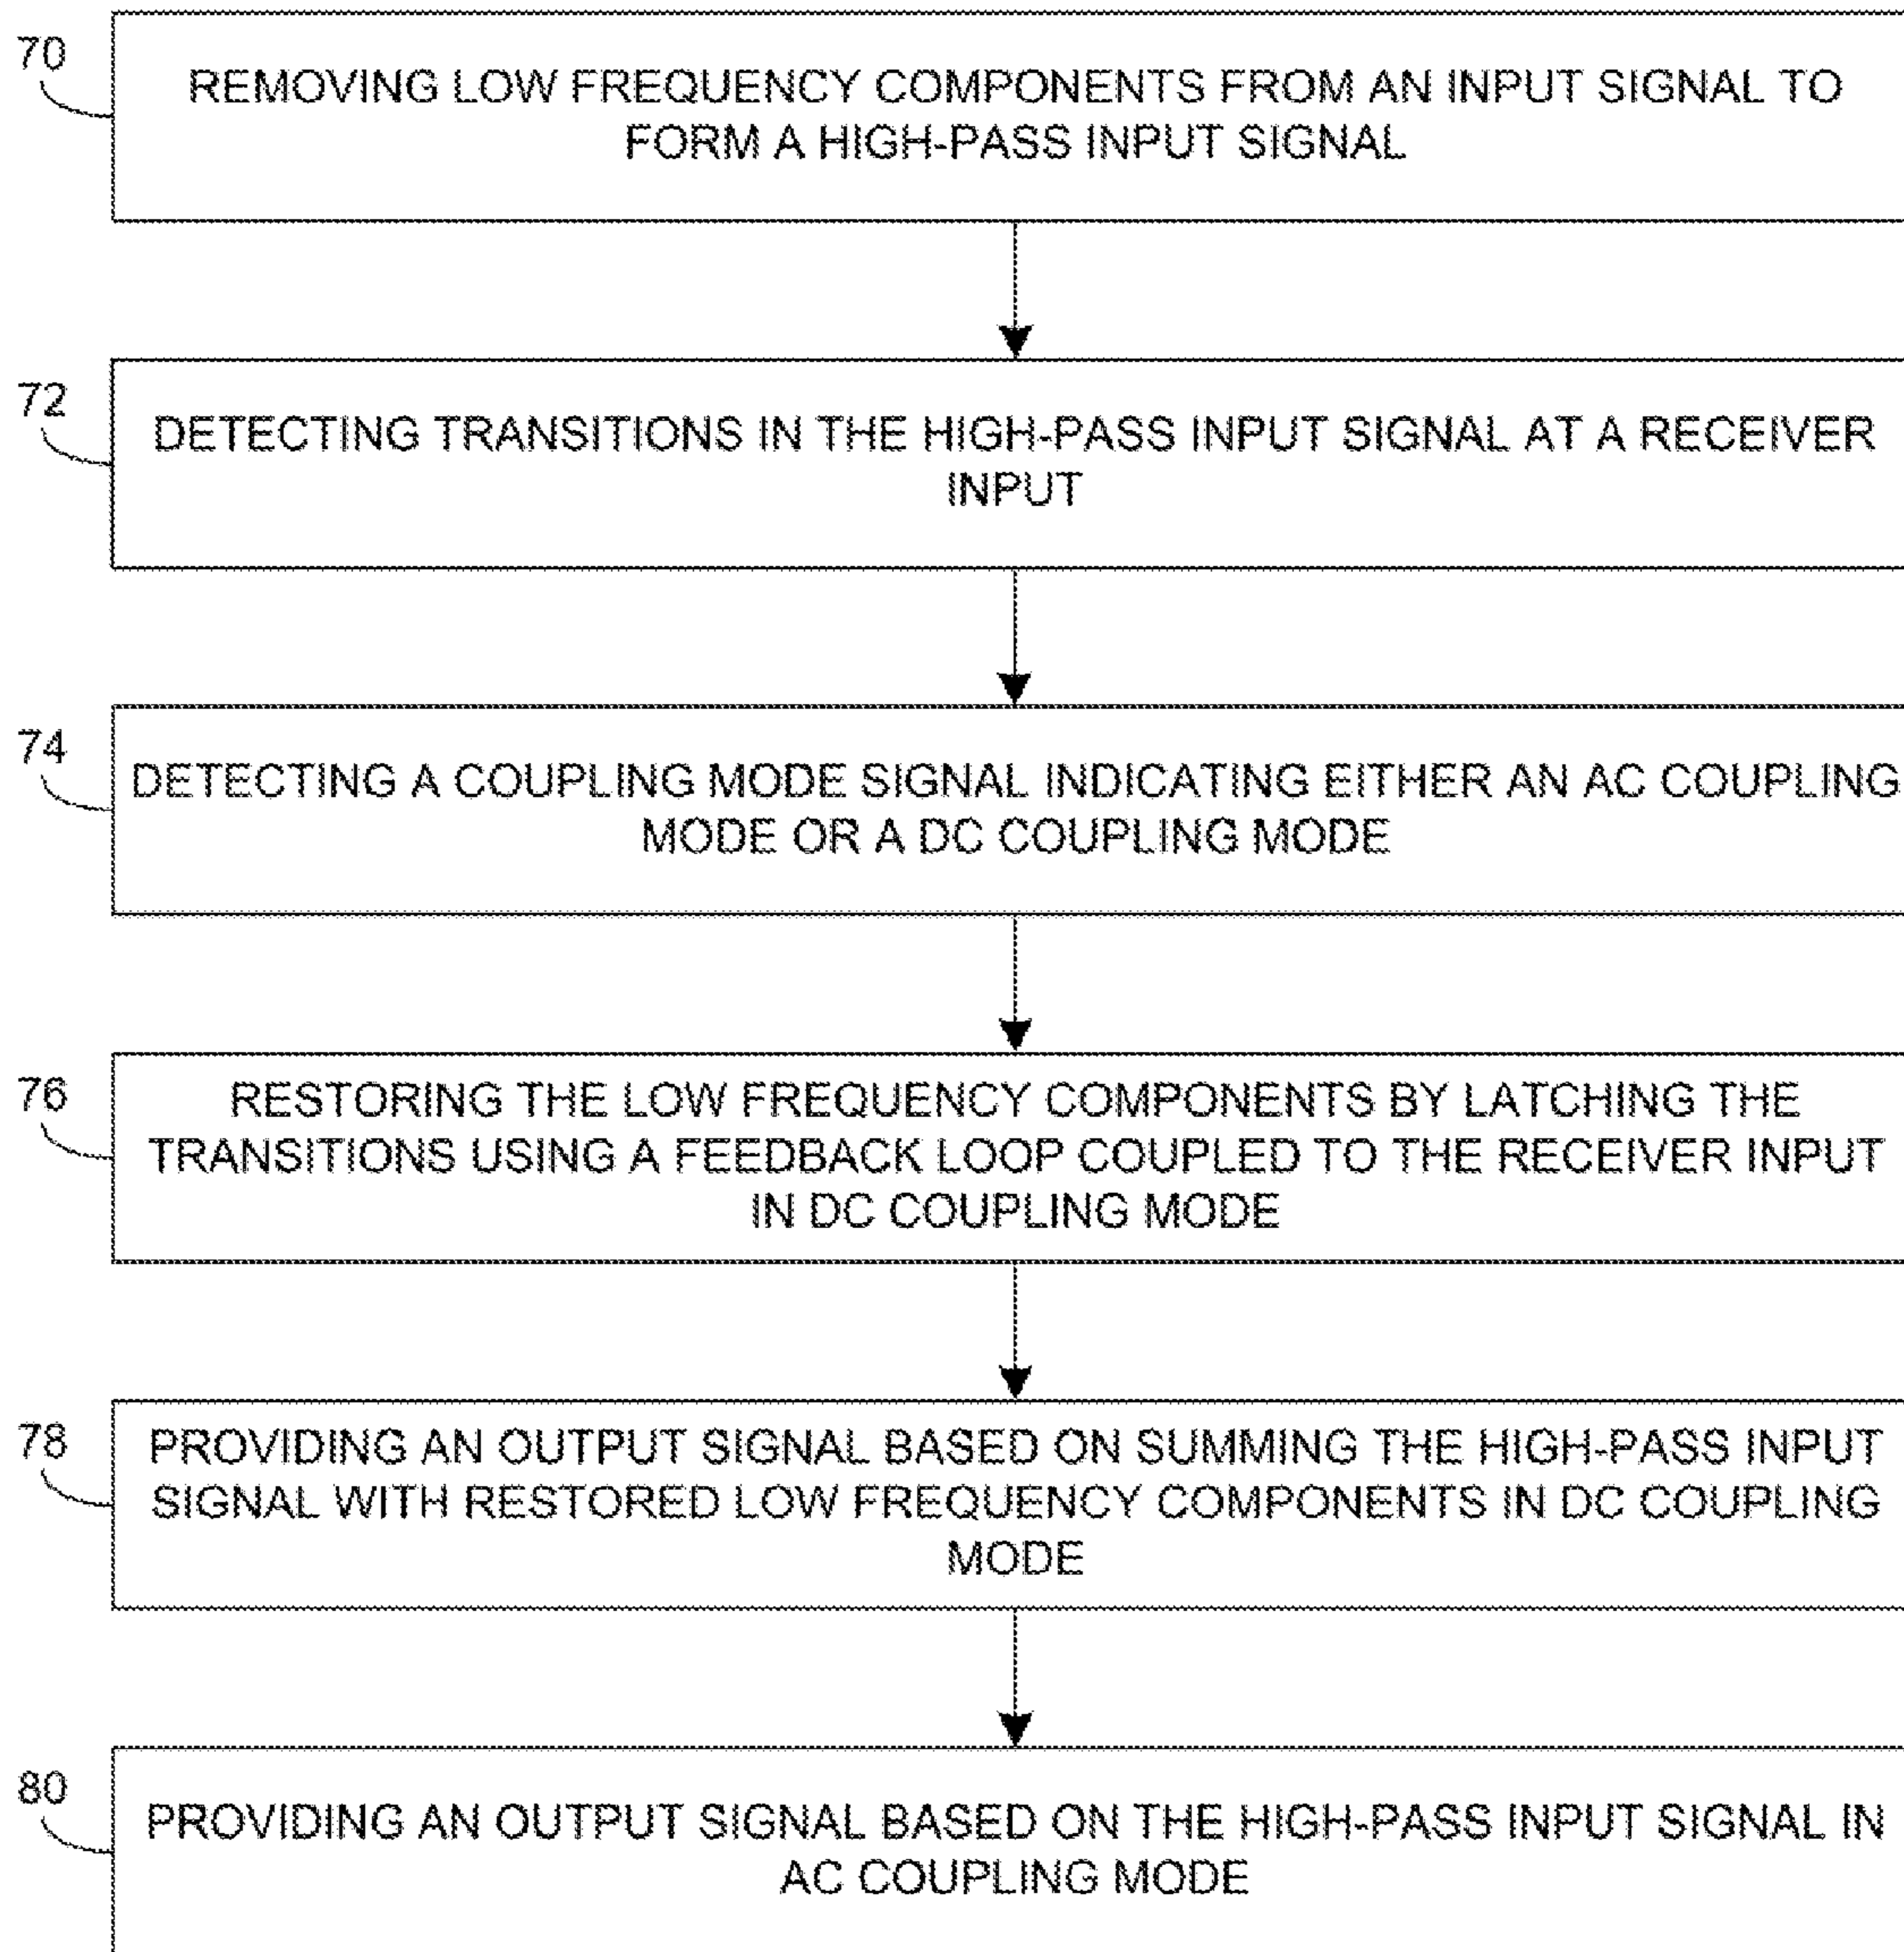 70
REMOVING LOW FREQUENCY COMPONENTS FROM AN INPUT SIGNAL TO
FORM A HIGH-PASS INPUT SIGNAL
72
DETECTING TRANSITIONS IN THE HIGH-PASS INPUT SIGNAL AT A RECEIVER
INPUT
74
DETECTING A COUPLING MODE SIGNAL INDICATING EITHER AN AC COUPLING
MODE OR A DC COUPLING MODE
76
RESTORING THE LOW FREQUENCY COMPONENTS BY LATCHING THE
TRANSITIONS USING A FEEDBACK LOOP COUPLED TO THE RECEIVER INPUT
IN DC COUPLING MODE
78
PROVIDING AN OUTPUT SIGNAL BASED ON SUMMING THE HIGH-PASS INPUT
SIGNAL WITH RESTORED LOW FREQUENCY COMPONENTS IN DC COUPLING
MODE
80
PROVIDING AN OUTPUT SIGNAL BASED ON THE HIGH-PASS INPUT SIGNAL IN
AC COUPLING MODE